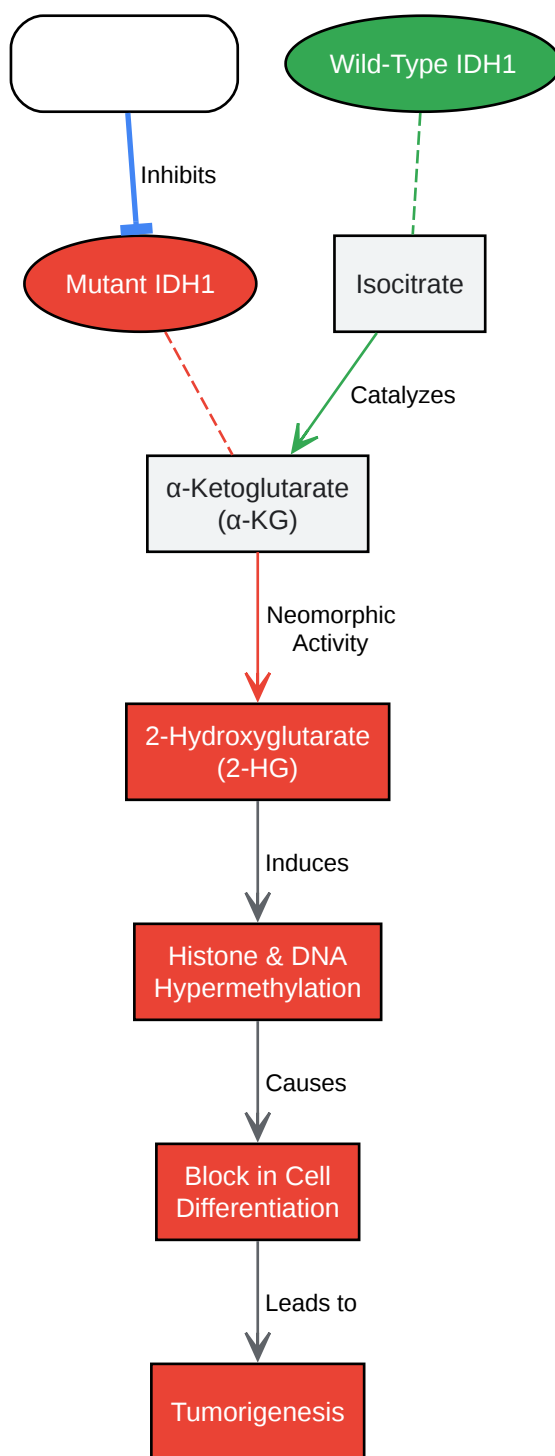 Wild-Type IDH1
Inhibits
Mutant IDH1
Isocitrate
Catalyzes
α-Ketoglutarate
(α-KG)
Neomorphic
Activity
2-Hydroxyglutarate
(2-HG)
Induces
Histone & DNA
Hypermethylation
Causes
Block in Cell
Differentiation
Leads to
Tumorigenesis